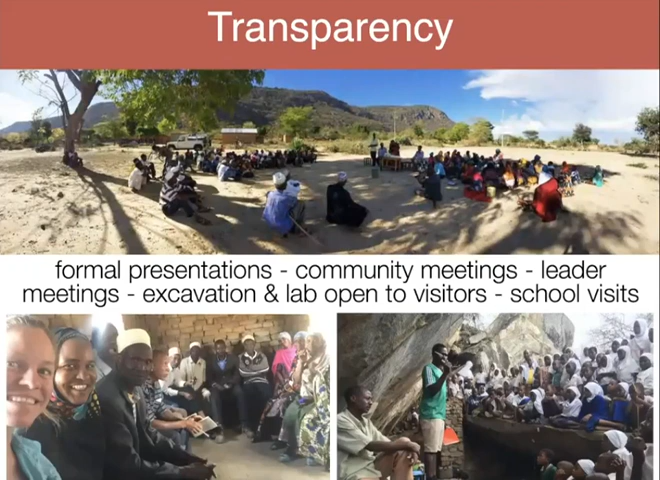 Transparency
formal presentations - community meetings - leader
meetings - excavation & lab open to visitors - school visits